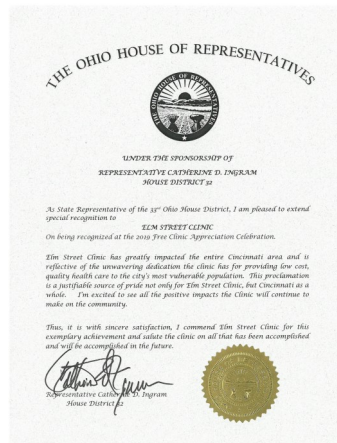 THE OHIO HOUSE OF REPRESENTATIVES
THE OHIO HOUSE OF REPRESENTATIVES
UNDER THE SPONSORSHIP OF
REPRESENTATIVE CATHERINE D. INGRAM
HOUSE DISTRICT 32
As State Representative of the 33rd Ohio House District, I am pleased to extend
special recognition to
ELM STREET CLINIC
On being recognized at the 2019 Free Clinic Appreciation Celebration.
Elm Street Clinic has greatly impacted the entire Cincinnati area and is
reflective of the unwavering dedication the clinic has for providing low cost,
quality health care to the city's most vulnerable population. This proclamation
is a justifiable source of pride not only for Elm Street Clinic, but Cincinnati as a
whole. I'm excited to see all the positive impacts the Clinic will continue to
make on the community.
Thus, it is with sincere satisfaction, I commend Elm Street Clinic for this
exemplary achievement and salute the clinic on all that has been accomplished
and will be accomplished in the future.
Representative Catherine D. Ingram
House District 32